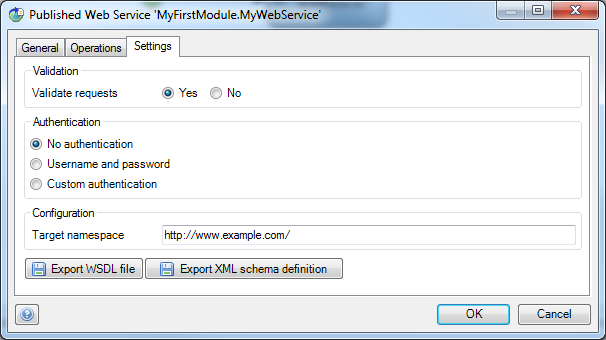 Published Web Service 'MyFirstModule.MyWebService'
General Operations Settings
Validation
Validate requests Yes No
Authentication
No authentication
Username and password
Custom authentication
Configuration
Target namespace http://www.example.com/
Export WSDL file Export XML schema definition
? OK Cancel